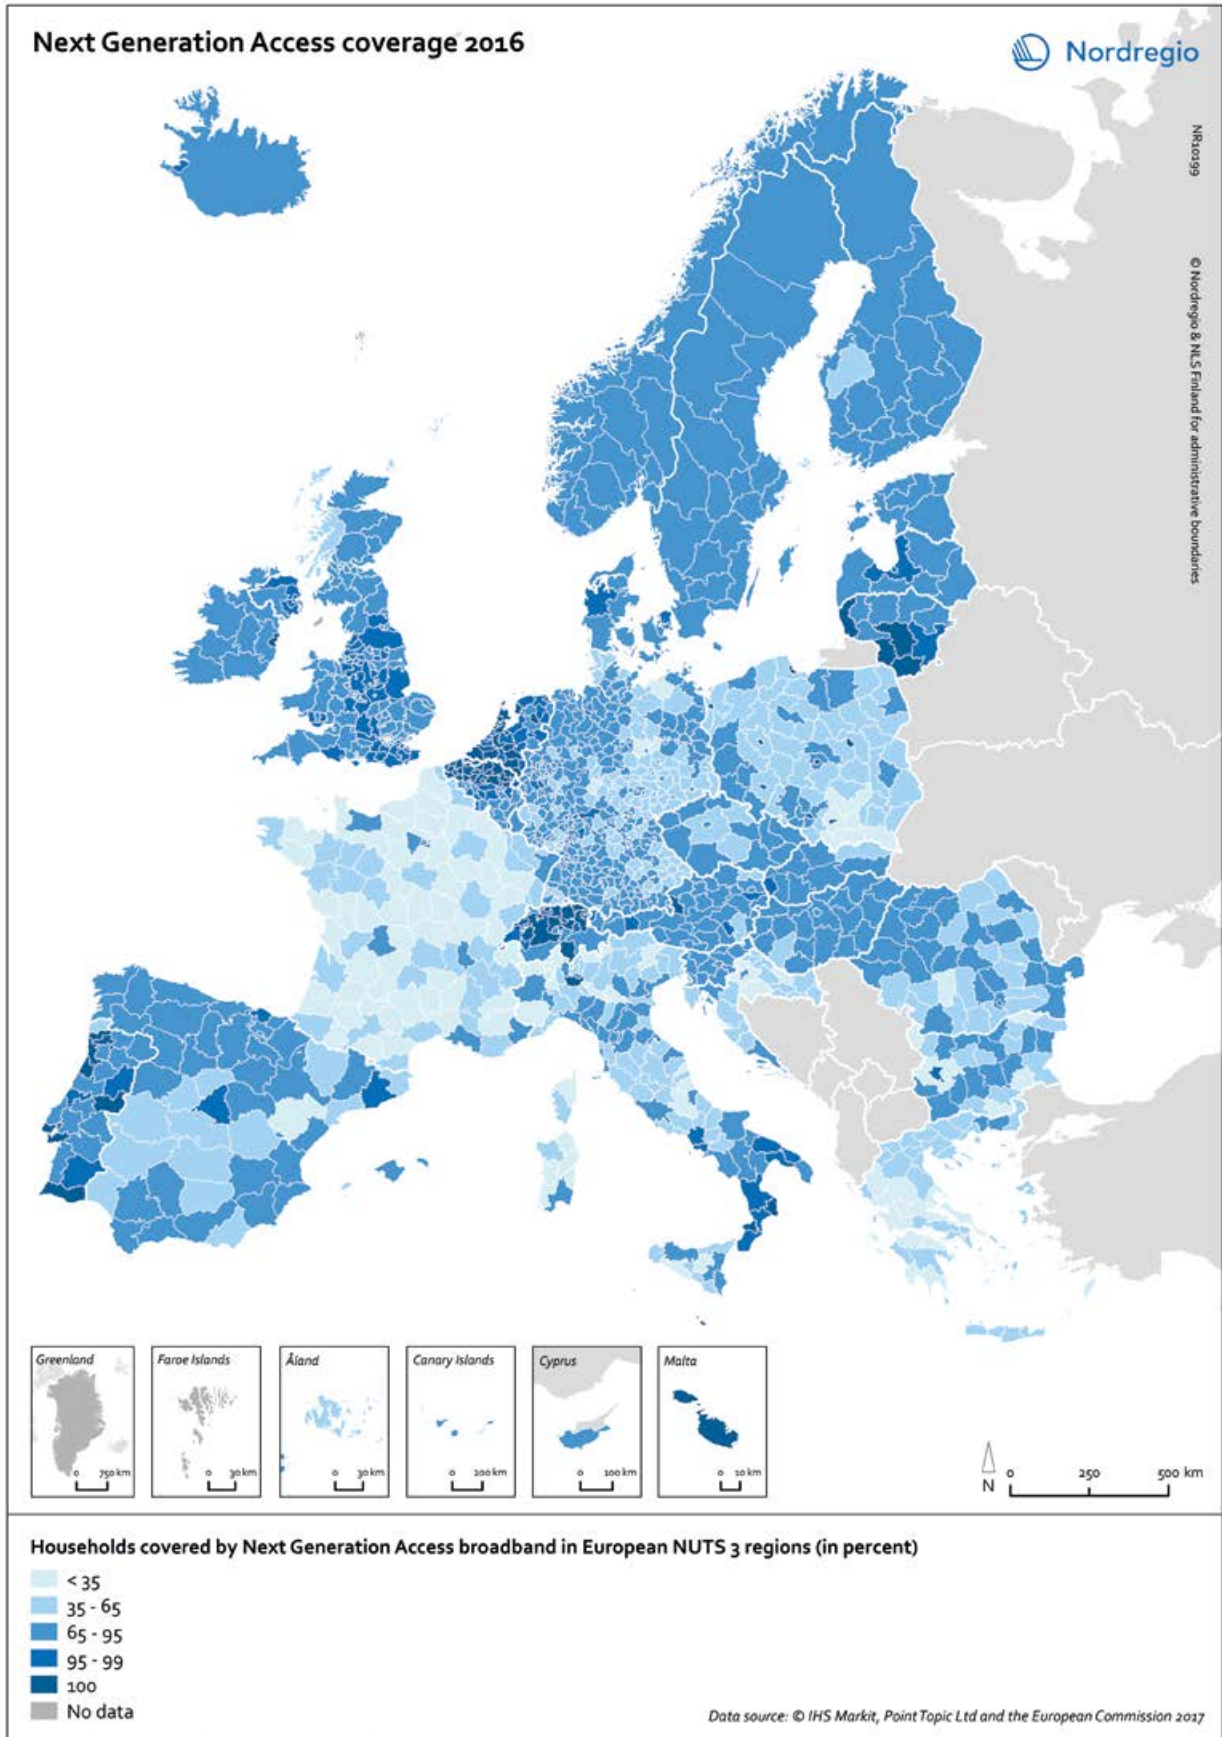 Next Generation Access coverage 2016
Nordregio
NR10199
© Nordregio & NLS Finland for administrative boundaries
Greenland
0 750 km
Faroe Islands
0 30 km
Åland
0 30 km
Canary Islands
0 100 km
Cyprus
0 100 km
Malta
0 10 km
N
0 250 500 km
Households covered by Next Generation Access broadband in European NUTS 3 regions (in percent)
< 35
35 - 65
65 - 95
95 - 99
100
No data
Data source: © IHS Markit, Point Topic Ltd and the European Commission 2017